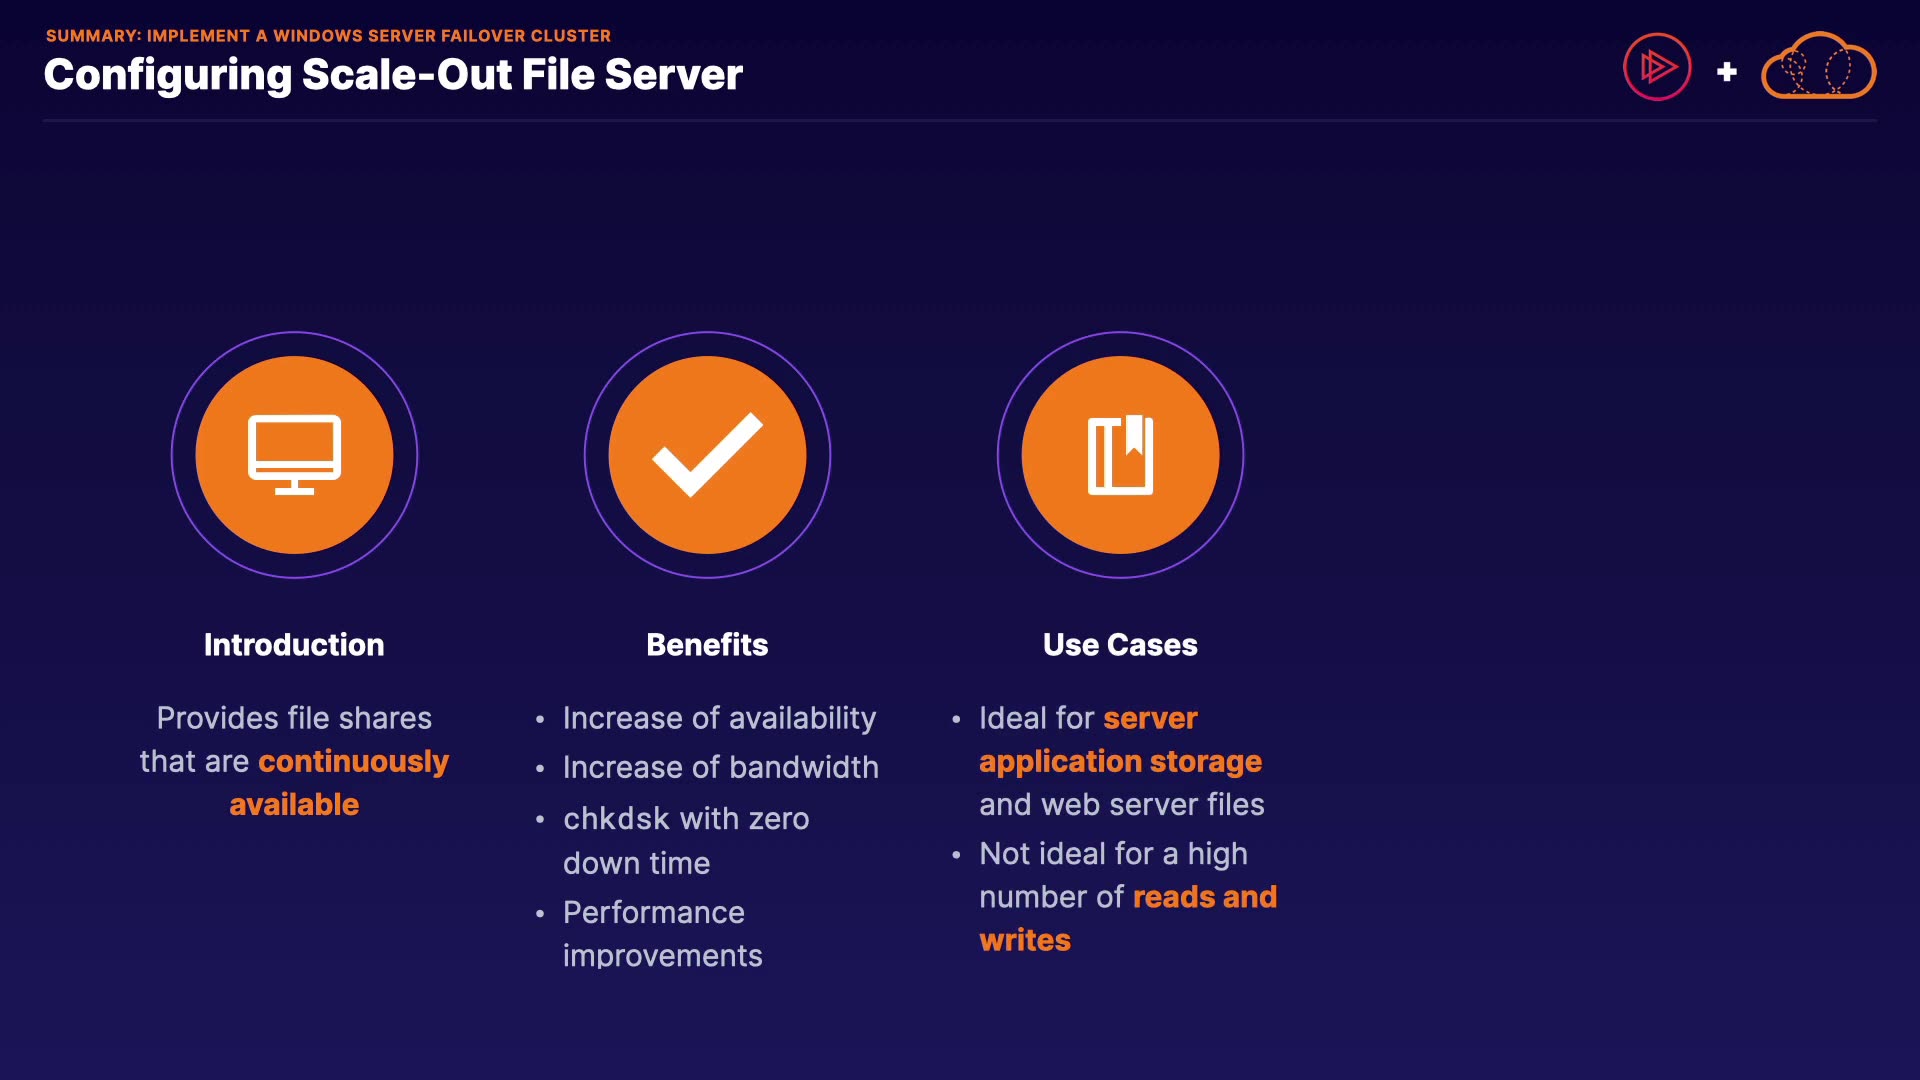 SUMMARY: IMPLEMENT A WINDOWS SERVER FAILOVER CLUSTER
Configuring Scale-Out File Server
+
Introduction
Provides file shares
that are continuously
available
Benefits
• Increase of availability
• Increase of bandwidth
• chkdsk with zero
down time
• Performance
improvements
Use Cases
• Ideal for server
application storage
and web server files
• Not ideal for a high
number of reads and
writes